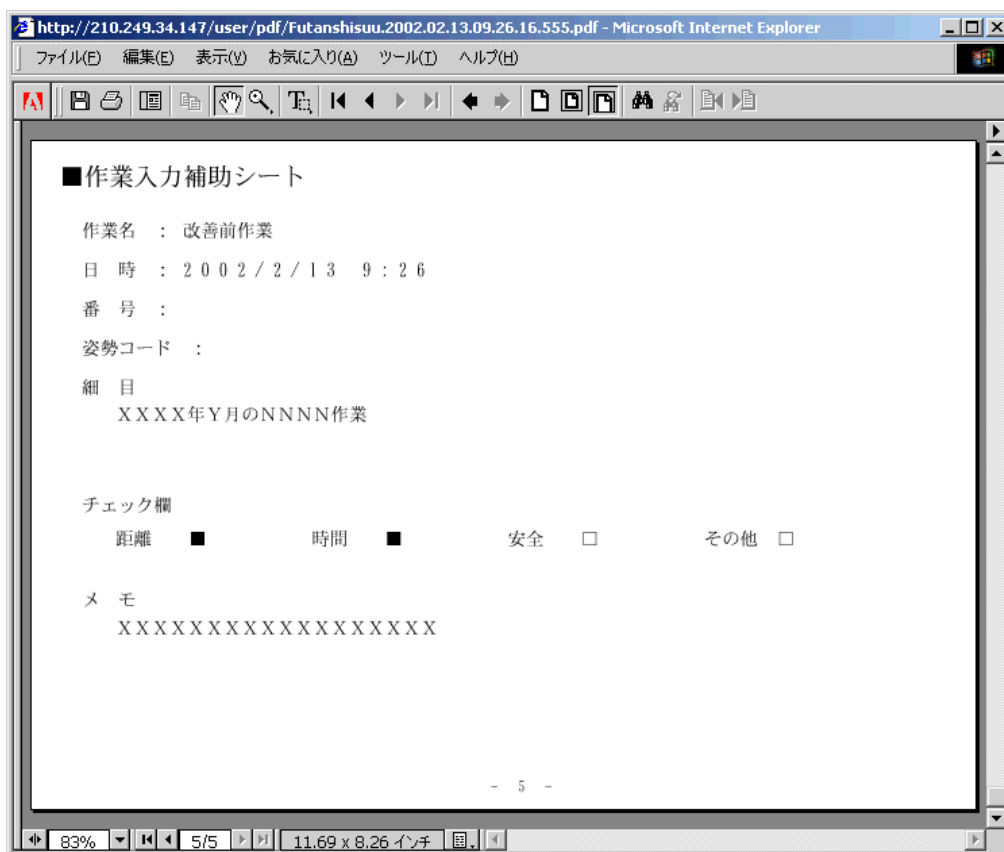 http://210.249.34.147/user/pdf/Futanshisuu.2002.02.13.09.26.16.555.pdf - Microsoft Internet Explorer
ファイル(F) 編集(E) 表示(V) お気に入り(A) ツール(T) ヘルプ(H)
■作業入力補助シート
作業名 : 改善前作業
日 時 : 2002/2/13 9:26
番 号 :
姿勢コード :
細 目
XXXX年Y月のNNNN作業
チェック欄
距離 ■ 時間 ■ 安全 □ その他 □
メ モ
XXXXXXXXXXXXXXXXXX
- 5 -
83% 5/5 11.69 x 8.26 インチ